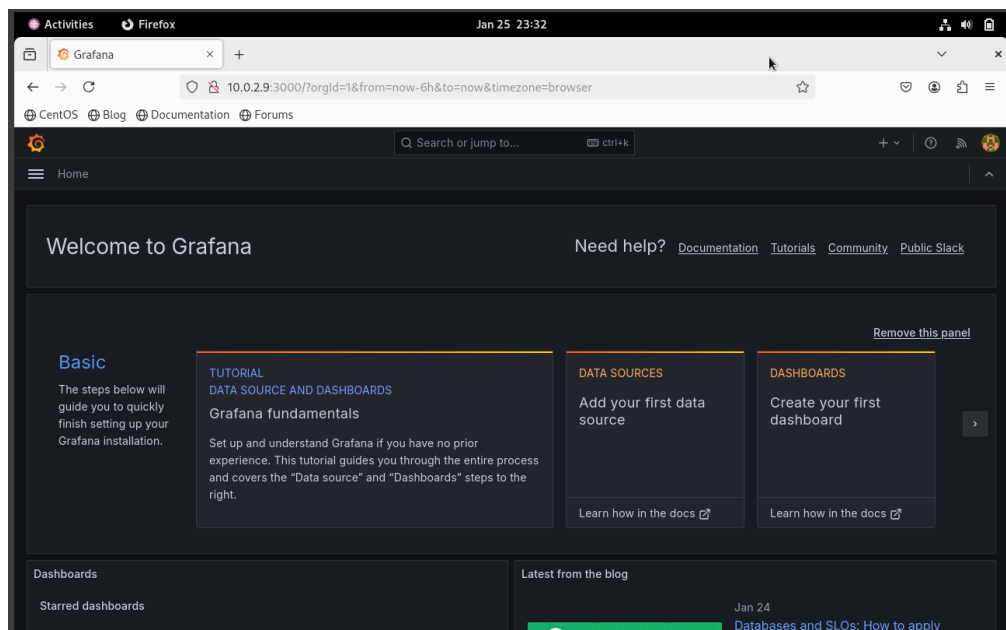 Activities Firefox Jan 25 23:32
Grafana
10.0.2.9:3000/?orgId=1&from=now-6h&to=now&timezone=browser
CentOS Blog Documentation Forums
Search or jump to... ctrl+k
Home
Welcome to Grafana
Need help? Documentation Tutorials Community Public Slack
Remove this panel
Basic
The steps below will
guide you to quickly
finish setting up your
Grafana installation.
TUTORIAL
DATA SOURCE AND DASHBOARDS
Grafana fundamentals
Set up and understand Grafana if you have no prior
experience. This tutorial guides you through the entire process
and covers the “Data source” and “Dashboards” steps to the
right.
DATA SOURCES
Add your first data
source
Learn how in the docs
DASHBOARDS
Create your first
dashboard
Learn how in the docs
Dashboards
Starred dashboards
Latest from the blog
Jan 24
Databases and SLOs: How to apply